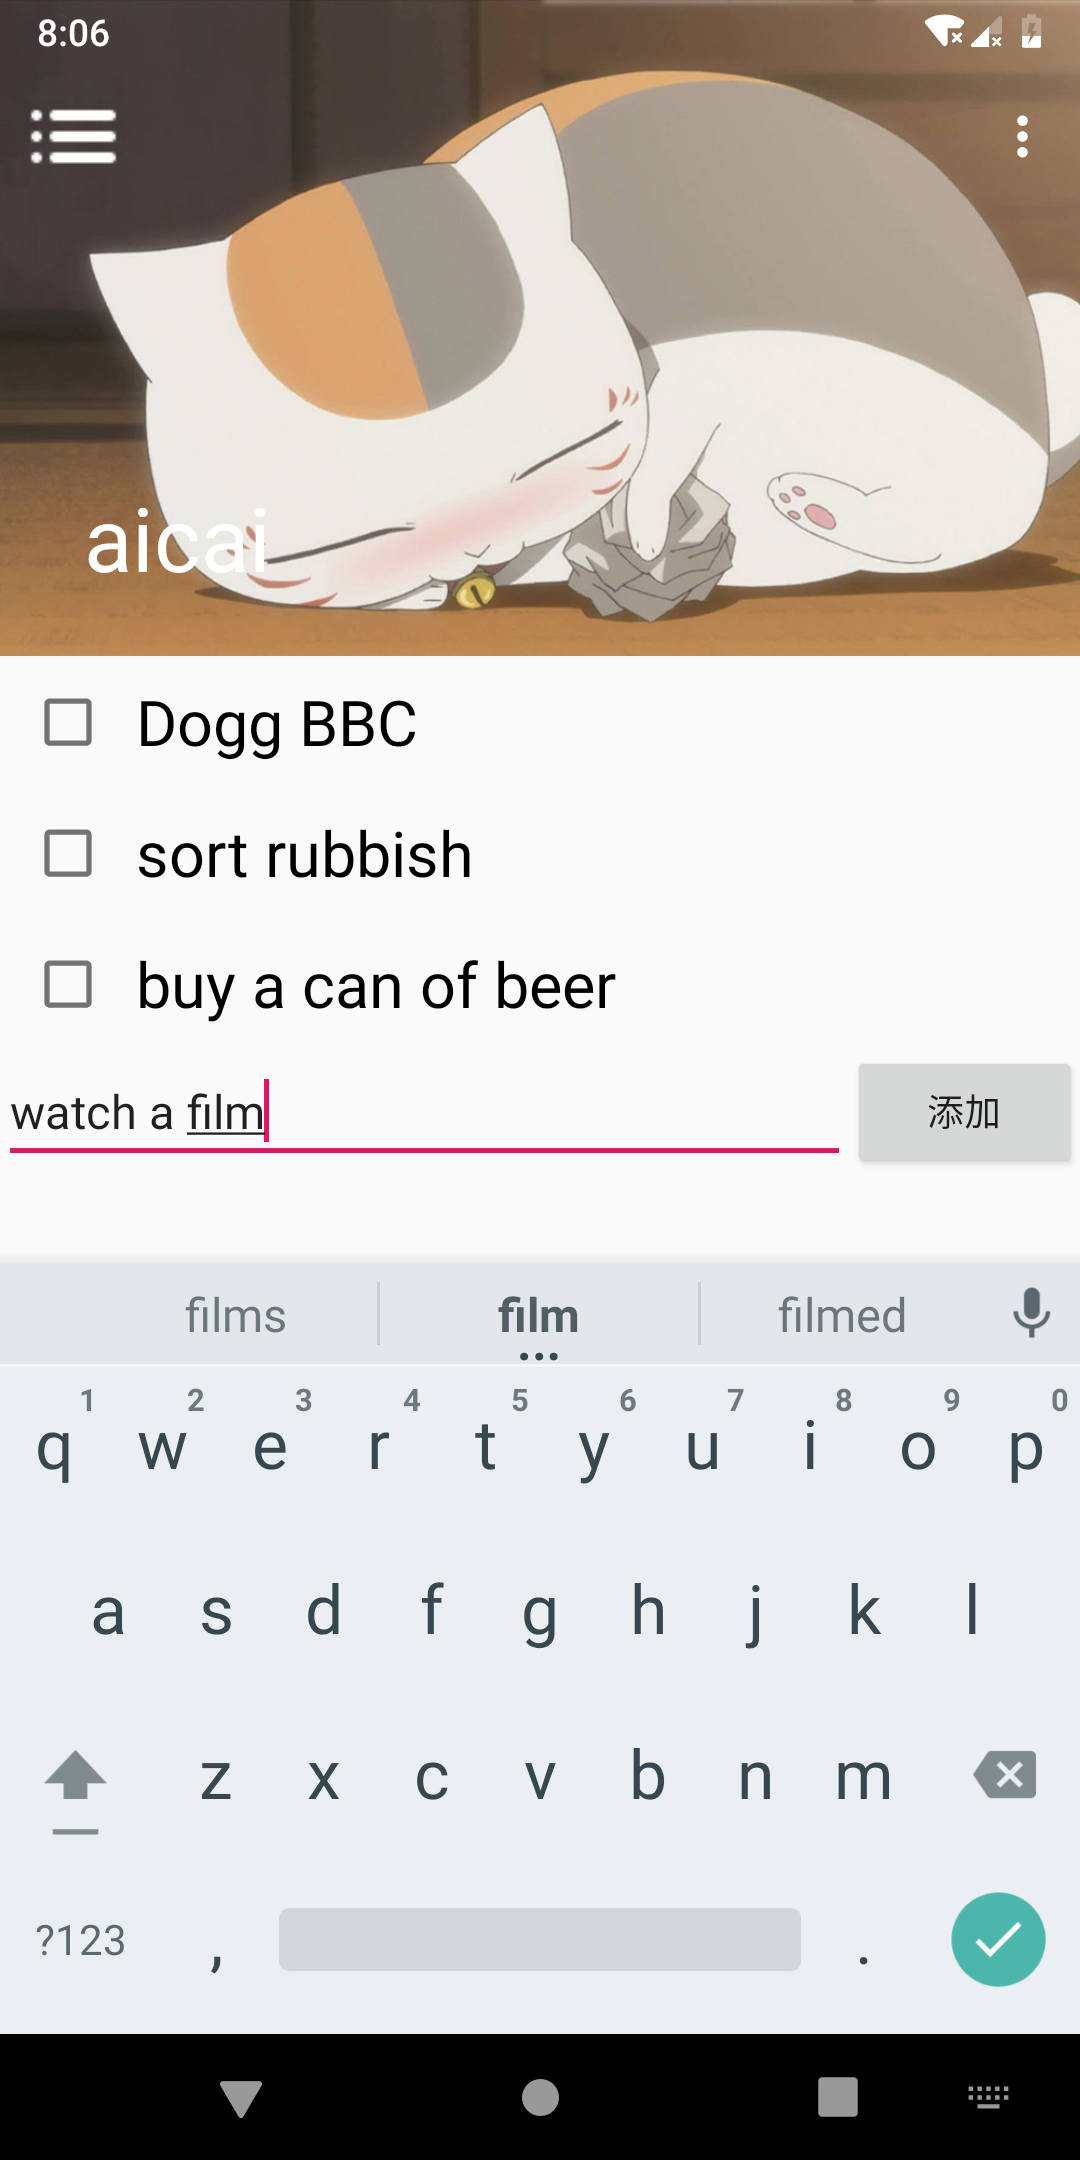 8:06
aicai
Dogg BBC
sort rubbish
buy a can of beer
watch a film
添加
films film filmed
1 2 3 4 5 6 7 8 9 0
q w e r t y u i o p
a s d f g h j k l
z x c v b n m
?123 , .